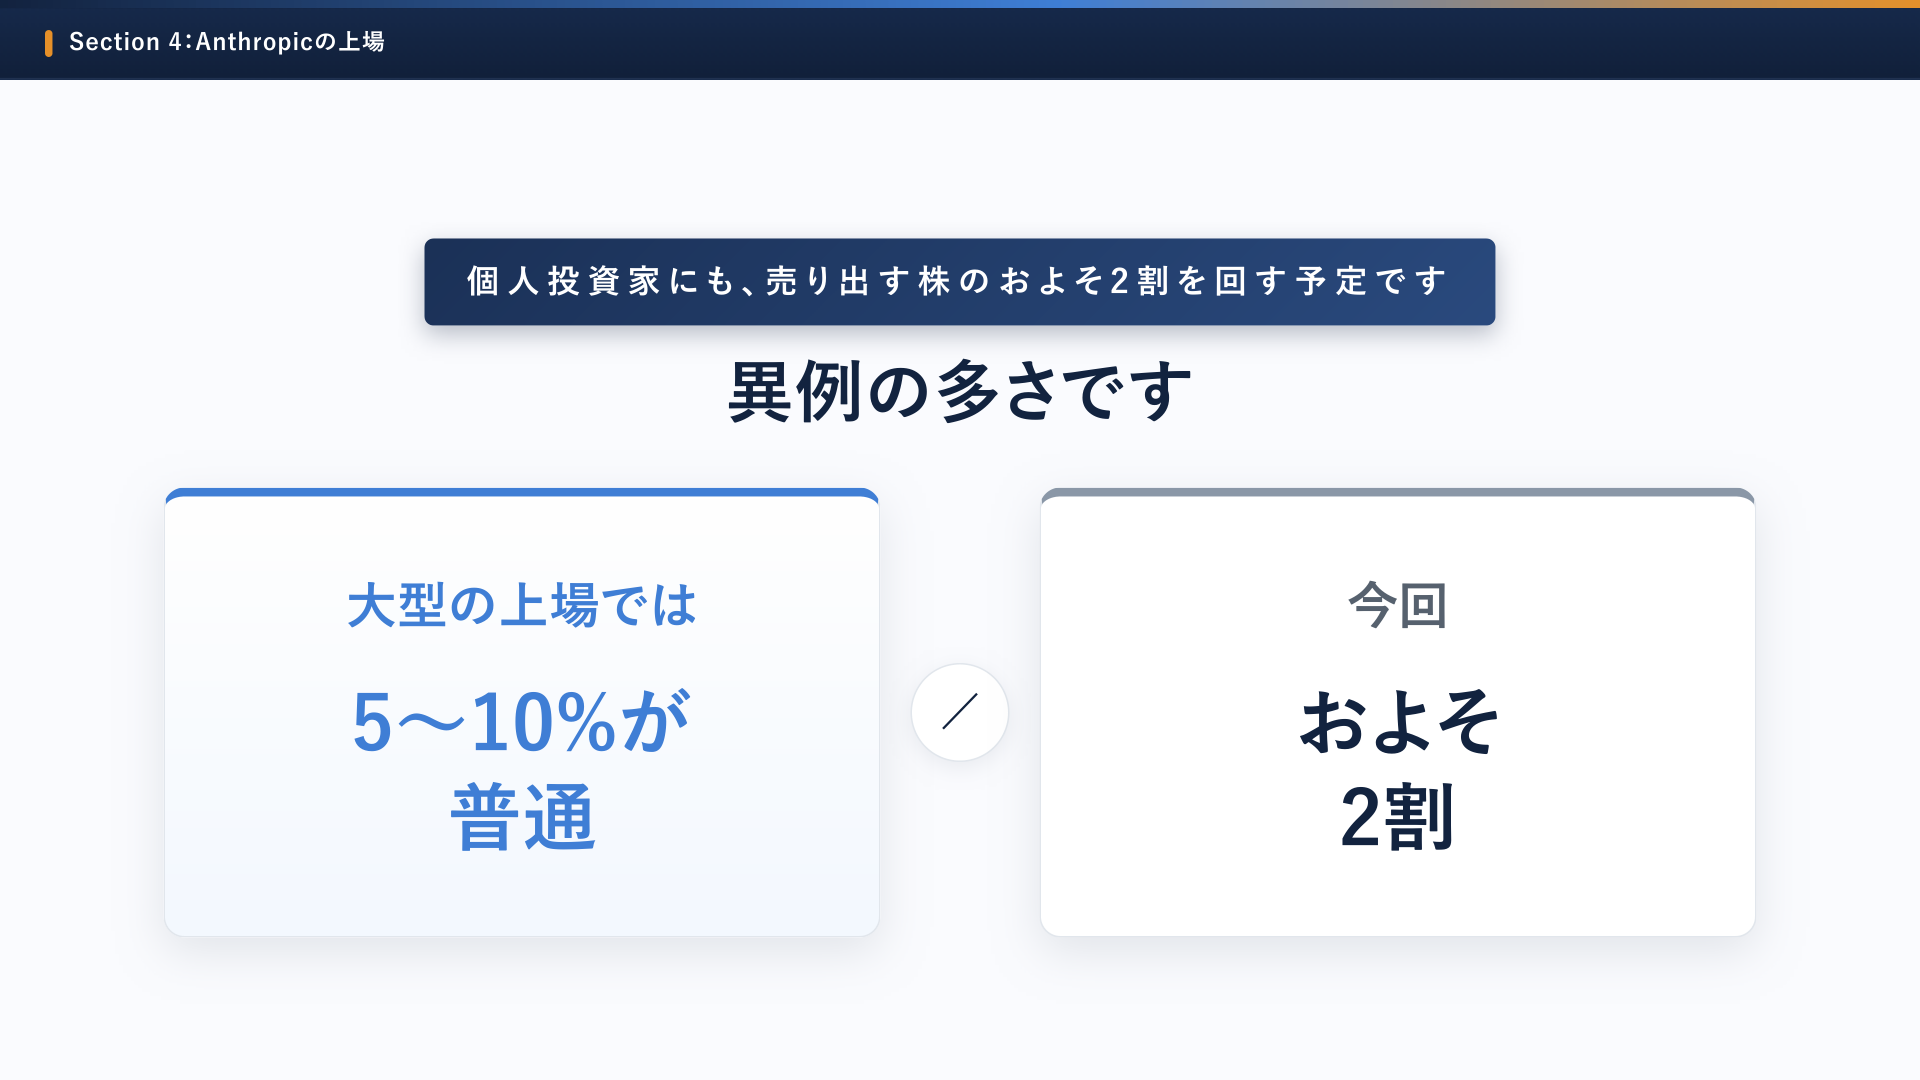 Section 4：Anthropicの上場
個人投資家にも、売り出す株のおよそ2割を回す予定です
異例の多さです
大型の上場では
5〜10%が
普通
／
今回
およそ
2割